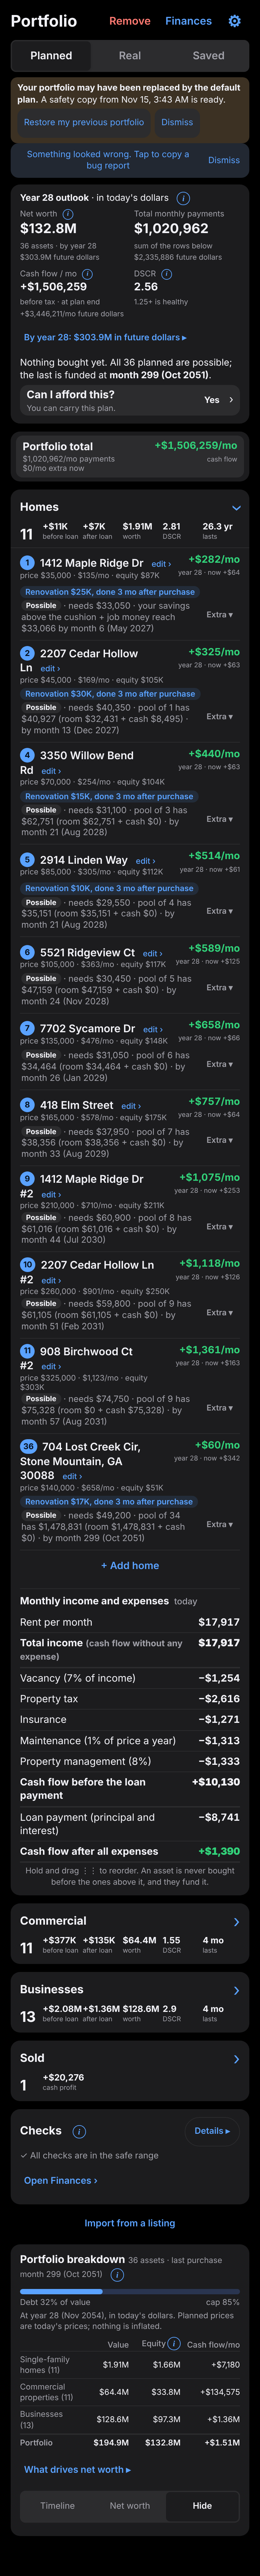 Portfolio
Remove
Finances
Planned
Real
Saved
Your portfolio may have been replaced by the default
plan. A safety copy from Nov 15, 3:43 AM is ready.
Restore my previous portfolio
Dismiss
Something looked wrong. Tap to copy a
bug report
Dismiss
Year 28 outlook · in today's dollars
Net worth
Total monthly payments
$132.8M
$1,020,962
36 assets · by year 28
sum of the rows below
$303.9M future dollars
$2,335,886 future dollars
Cash flow / mo
DSCR
+$1,506,259
2.56
before tax · at plan end
1.25+ is healthy
+$3,446,211/mo future dollars
By year 28: $303.9M in future dollars ▸
Nothing bought yet. All 36 planned are possible;
the last is funded at month 299 (Oct 2051).
Can I afford this?
Yes ›
You can carry this plan.
Portfolio total
+$1,506,259/mo
$1,020,962/mo payments
cash flow
$0/mo extra now
Homes
11
+$11K
+$7K
$1.91M
2.81
26.3 yr
before loan
after loan
worth
DSCR
lasts
1 1412 Maple Ridge Dr edit ›
+$282/mo
price $35,000 · $135/mo · equity $87K
year 28 · now +$64
Renovation $25K, done 3 mo after purchase
Possible · needs $33,050 · your savings
above the cushion + job money reach
$33,066 by month 6 (May 2027)
Extra ▾
2 2207 Cedar Hollow
Ln edit ›
+$325/mo
year 28 · now +$63
price $45,000 · $169/mo · equity $105K
Renovation $30K, done 3 mo after purchase
Possible · needs $40,350 · pool of 1 has
$40,927 (room $32,431 + cash $8,495) ·
by month 13 (Dec 2027)
Extra ▾
4 3350 Willow Bend
Rd edit ›
+$440/mo
year 28 · now +$63
price $70,000 · $254/mo · equity $104K
Renovation $15K, done 3 mo after purchase
Possible · needs $31,100 · pool of 3 has
$62,751 (room $62,751 + cash $0) · by
month 21 (Aug 2028)
Extra ▾
5 2914 Linden Way edit ›
+$514/mo
price $85,000 · $305/mo · equity $112K
year 28 · now +$61
Renovation $10K, done 3 mo after purchase
Possible · needs $29,550 · pool of 4 has
$35,151 (room $35,151 + cash $0) · by
month 21 (Aug 2028)
Extra ▾
6 5521 Ridgeview Ct edit ›
+$589/mo
price $105,000 · $363/mo · equity $117K
year 28 · now +$125
Possible · needs $30,450 · pool of 5 has
$47,159 (room $47,159 + cash $0) · by
month 24 (Nov 2028)
Extra ▾
7 7702 Sycamore Dr edit ›
+$658/mo
price $135,000 · $476/mo · equity $148K
year 28 · now +$66
Possible · needs $31,050 · pool of 6 has
$34,464 (room $34,464 + cash $0) · by
month 26 (Jan 2029)
Extra ▾
8 418 Elm Street edit ›
+$757/mo
price $165,000 · $578/mo · equity $175K
year 28 · now +$64
Possible · needs $37,950 · pool of 7 has
$38,356 (room $38,356 + cash $0) · by
month 33 (Aug 2029)
Extra ▾
9 1412 Maple Ridge Dr
#2 edit ›
+$1,075/mo
year 28 · now +$253
price $210,000 · $710/mo · equity $211K
Possible · needs $60,900 · pool of 8 has
$61,016 (room $61,016 + cash $0) · by
month 44 (Jul 2030)
Extra ▾
10 2207 Cedar Hollow Ln
#2 edit ›
+$1,118/mo
year 28 · now +$126
price $260,000 · $901/mo · equity $250K
Possible · needs $59,800 · pool of 9 has
$61,105 (room $61,105 + cash $0) · by
month 51 (Feb 2031)
Extra ▾
11 908 Birchwood Ct
#2 edit ›
+$1,361/mo
year 28 · now +$163
price $325,000 · $1,123/mo · equity
$303K
Possible · needs $74,750 · pool of 9 has
$75,328 (room $0 + cash $75,328) · by
month 57 (Aug 2031)
Extra ▾
36 704 Lost Creek Cir,
Stone Mountain, GA
30088 edit ›
+$60/mo
year 28 · now +$342
price $140,000 · $658/mo · equity $51K
Renovation $17K, done 3 mo after purchase
Possible · needs $49,200 · pool of 34
has $1,478,831 (room $1,478,831 + cash
$0) · by month 299 (Oct 2051)
Extra ▾
+ Add home
Monthly income and expenses today
Rent per month $17,917
Total income (cash flow without any
expense)
$17,917
Vacancy (7% of income) −$1,254
Property tax −$2,616
Insurance −$1,271
Maintenance (1% of price a year) −$1,313
Property management (8%) −$1,333
Cash flow before the loan
payment
+$10,130
Loan payment (principal and
interest)
−$8,741
Cash flow after all expenses +$1,390
Hold and drag ⋮⋮ to reorder. An asset is never bought
before the ones above it, and they fund it.
Commercial
11
+$377K
+$135K
$64.4M
1.55
4 mo
before loan
after loan
worth
DSCR
lasts
Businesses
13
+$2.08M
+$1.36M
$128.6M
2.9
4 mo
before loan
after loan
worth
DSCR
lasts
Sold
1
+$20,276
cash profit
Checks
Details ▸
✓ All checks are in the safe range
Open Finances ›
Import from a listing
Portfolio breakdown 36 assets · last purchase
month 299 (Oct 2051)
Debt 32% of value
cap 85%
At year 28 (Nov 2054), in today's dollars. Planned prices
are today's prices; nothing is inflated.
Value
Equity
Cash flow/mo
Single-family
homes (11)
$1.91M
$1.66M
+$7,180
Commercial
properties (11)
$64.4M
$33.8M
+$134,575
Businesses
(13)
$128.6M
$97.3M
+$1.36M
Portfolio
$194.9M
$132.8M
+$1.51M
What drives net worth ▸
Timeline
Net worth
Hide